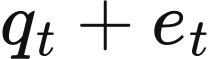 $q_t + e_t$